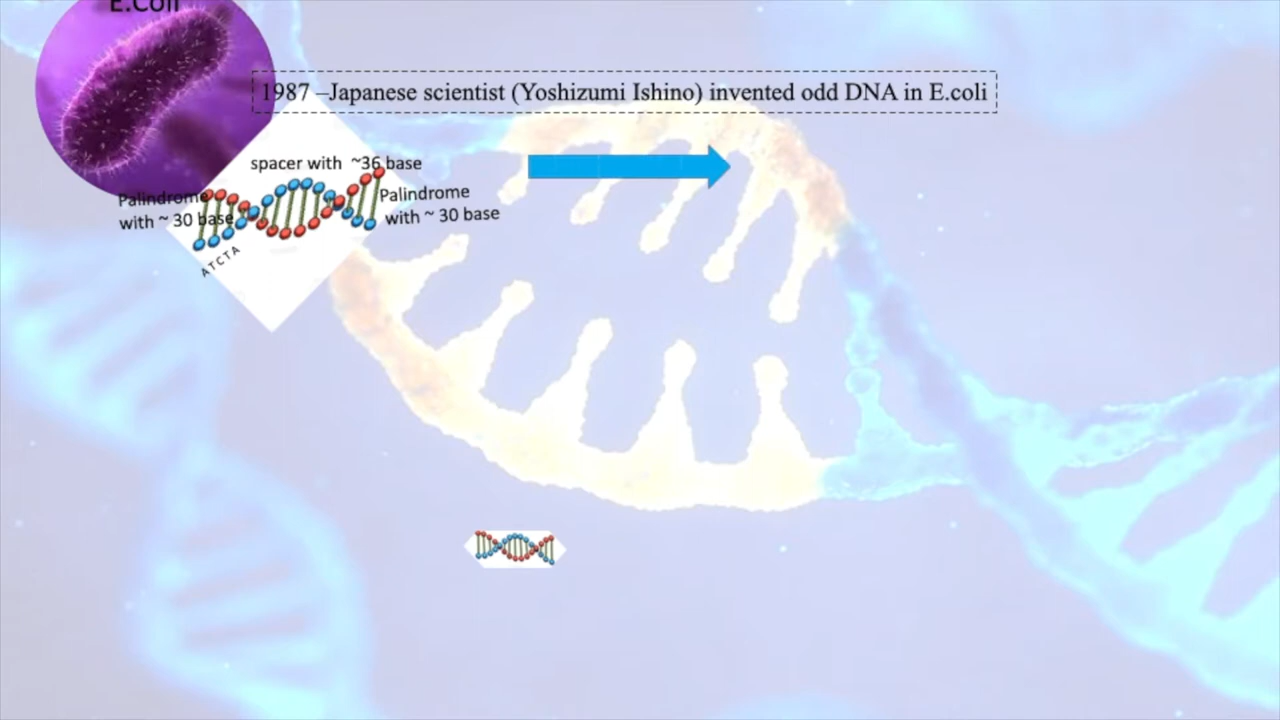 E.Coli
1987 –Japanese scientist (Yoshizumi Ishino) invented odd DNA in E.coli
spacer with ~36 base
Palindrome
with ~ 30 base
Palindrome
with ~ 30 base
ATCTA